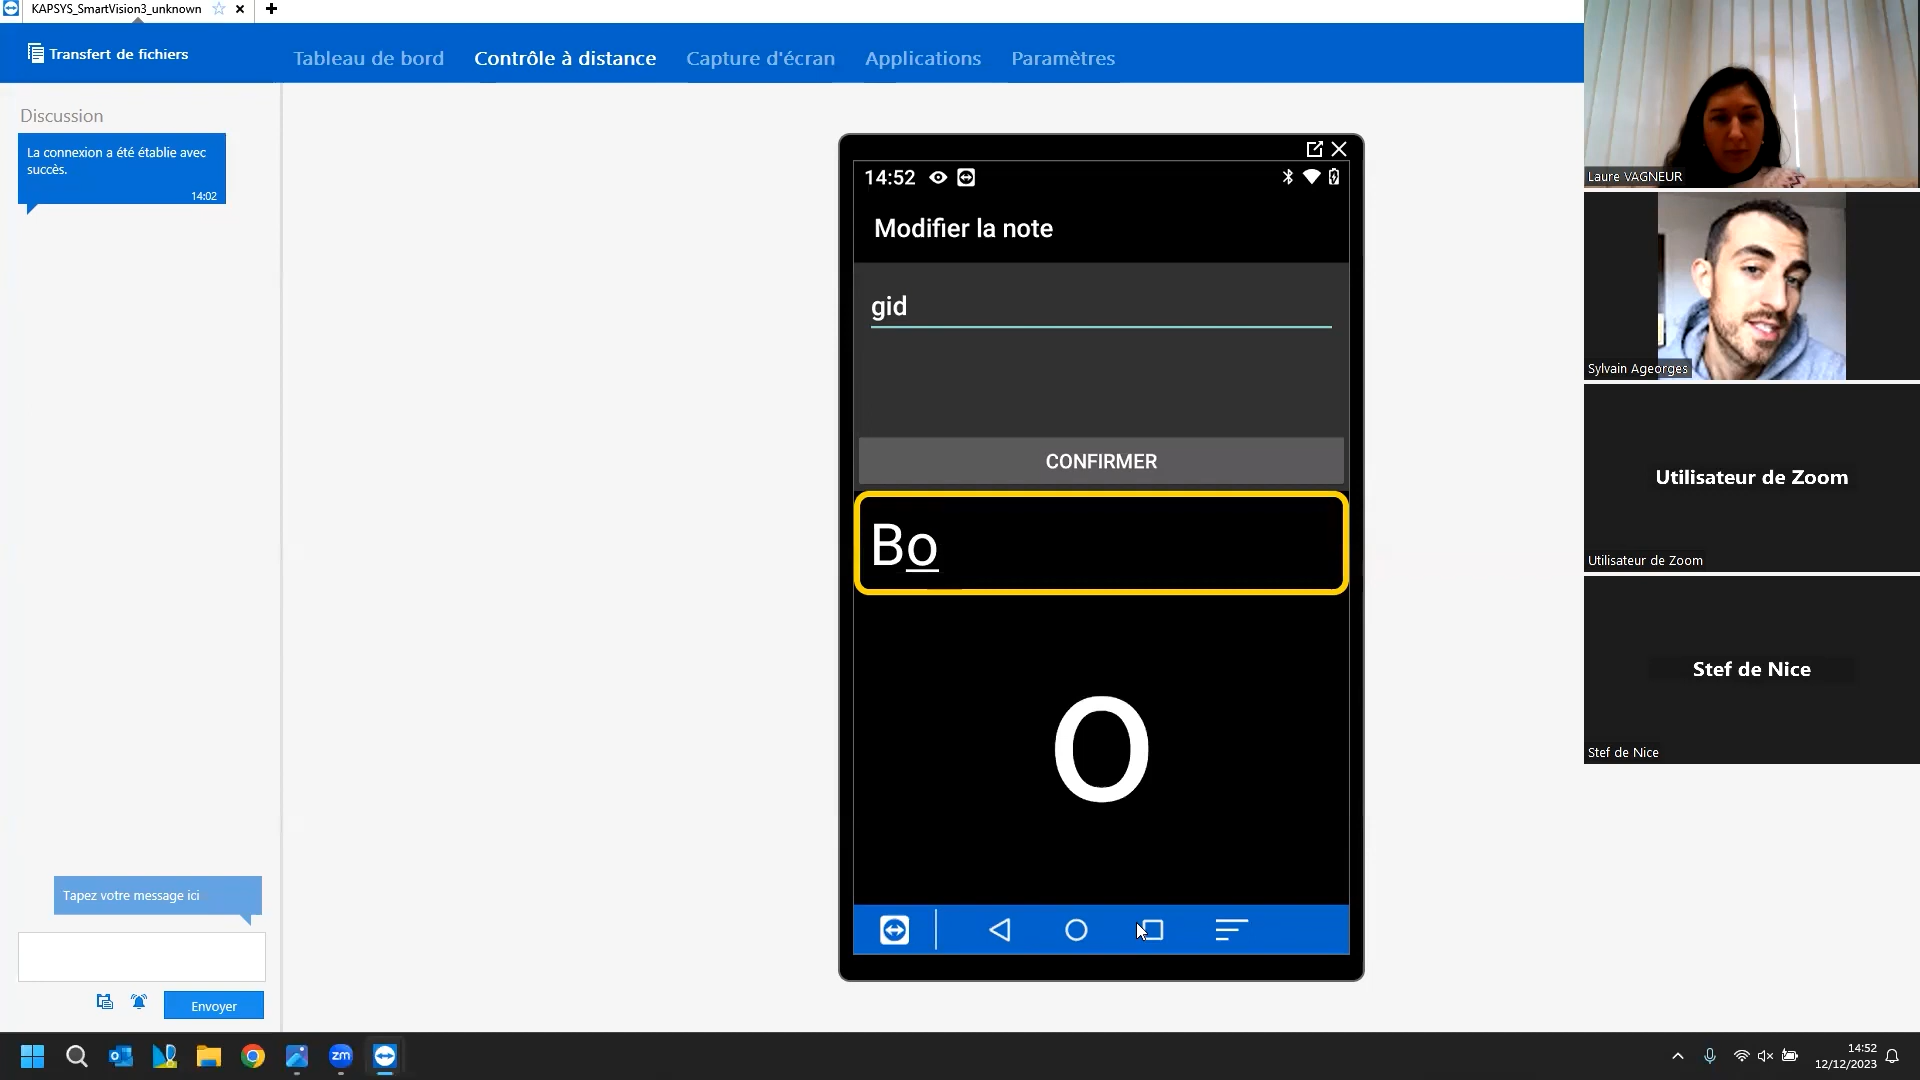 KAPSYS_SmartVision3_unknown
Transfert de fichiers
Tableau de bord
Contrôle à distance
Capture d'écran
Applications
Paramètres
Discussion
La connexion a été établie avec
succès.
14:02
14:52
Modifier la note
gid
CONFIRMER
Bo
o
Tapez votre message ici
Envoyer
Laure VAGNEUR
Sylvain Ageorges
Utilisateur de Zoom
Utilisateur de Zoom
Stef de Nice
Stef de Nice
zm
14:52
12/12/2023